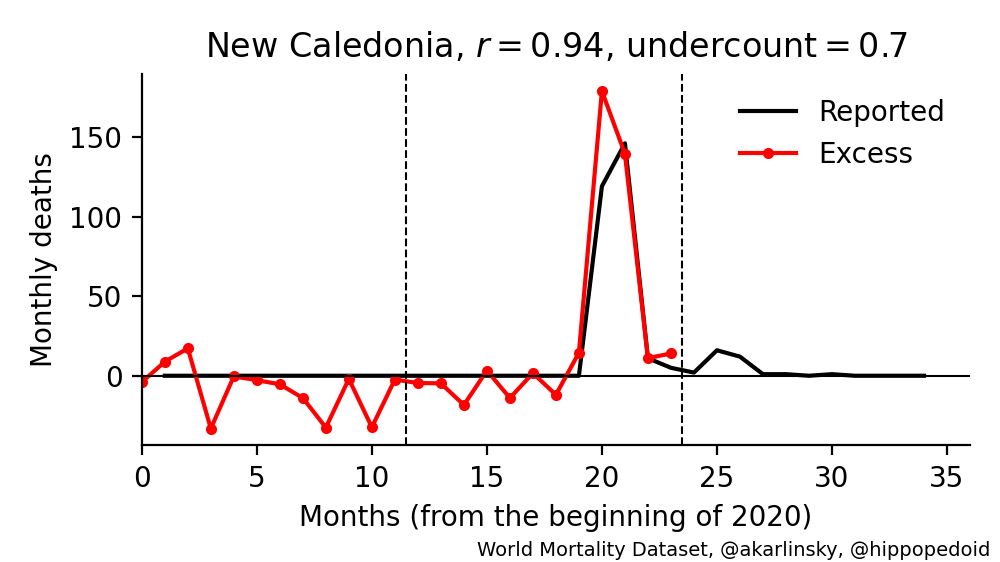 New Caledonia, r = 0.94, undercount = 0.7
Reported
Excess
Monthly deaths
150
100
50
0
0 5 10 15 20 25 30 35
Months (from the beginning of 2020)
World Mortality Dataset, @akarlinsky, @hippopedoid